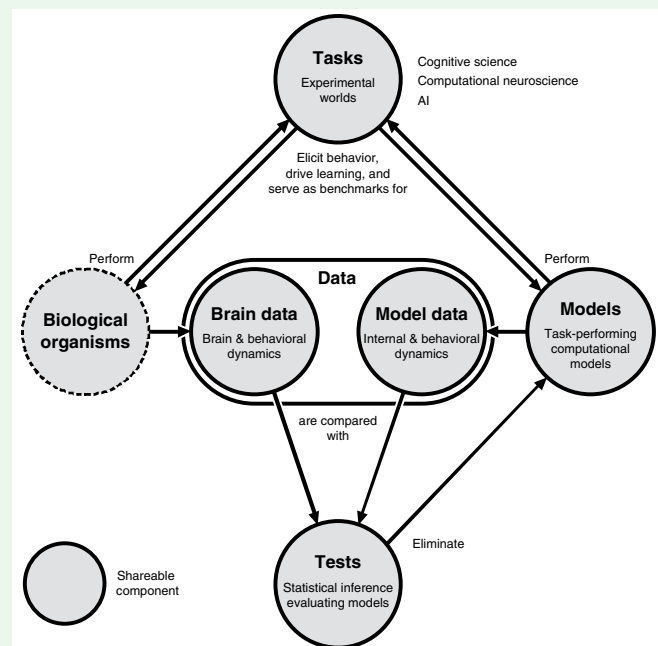 Tasks
Experimental
worlds
Cognitive science
Computational neuroscience
AI
Elicit behavior,
drive learning, and
serve as benchmarks for
Perform
Perform
Data
Biological
organisms
Brain data
Brain & behavioral
dynamics
Model data
Internal & behavioral
dynamics
Models
Task-performing
computational
models
are compared
with
Tests
Statistical inference
evaluating models
Eliminate
Shareable
component